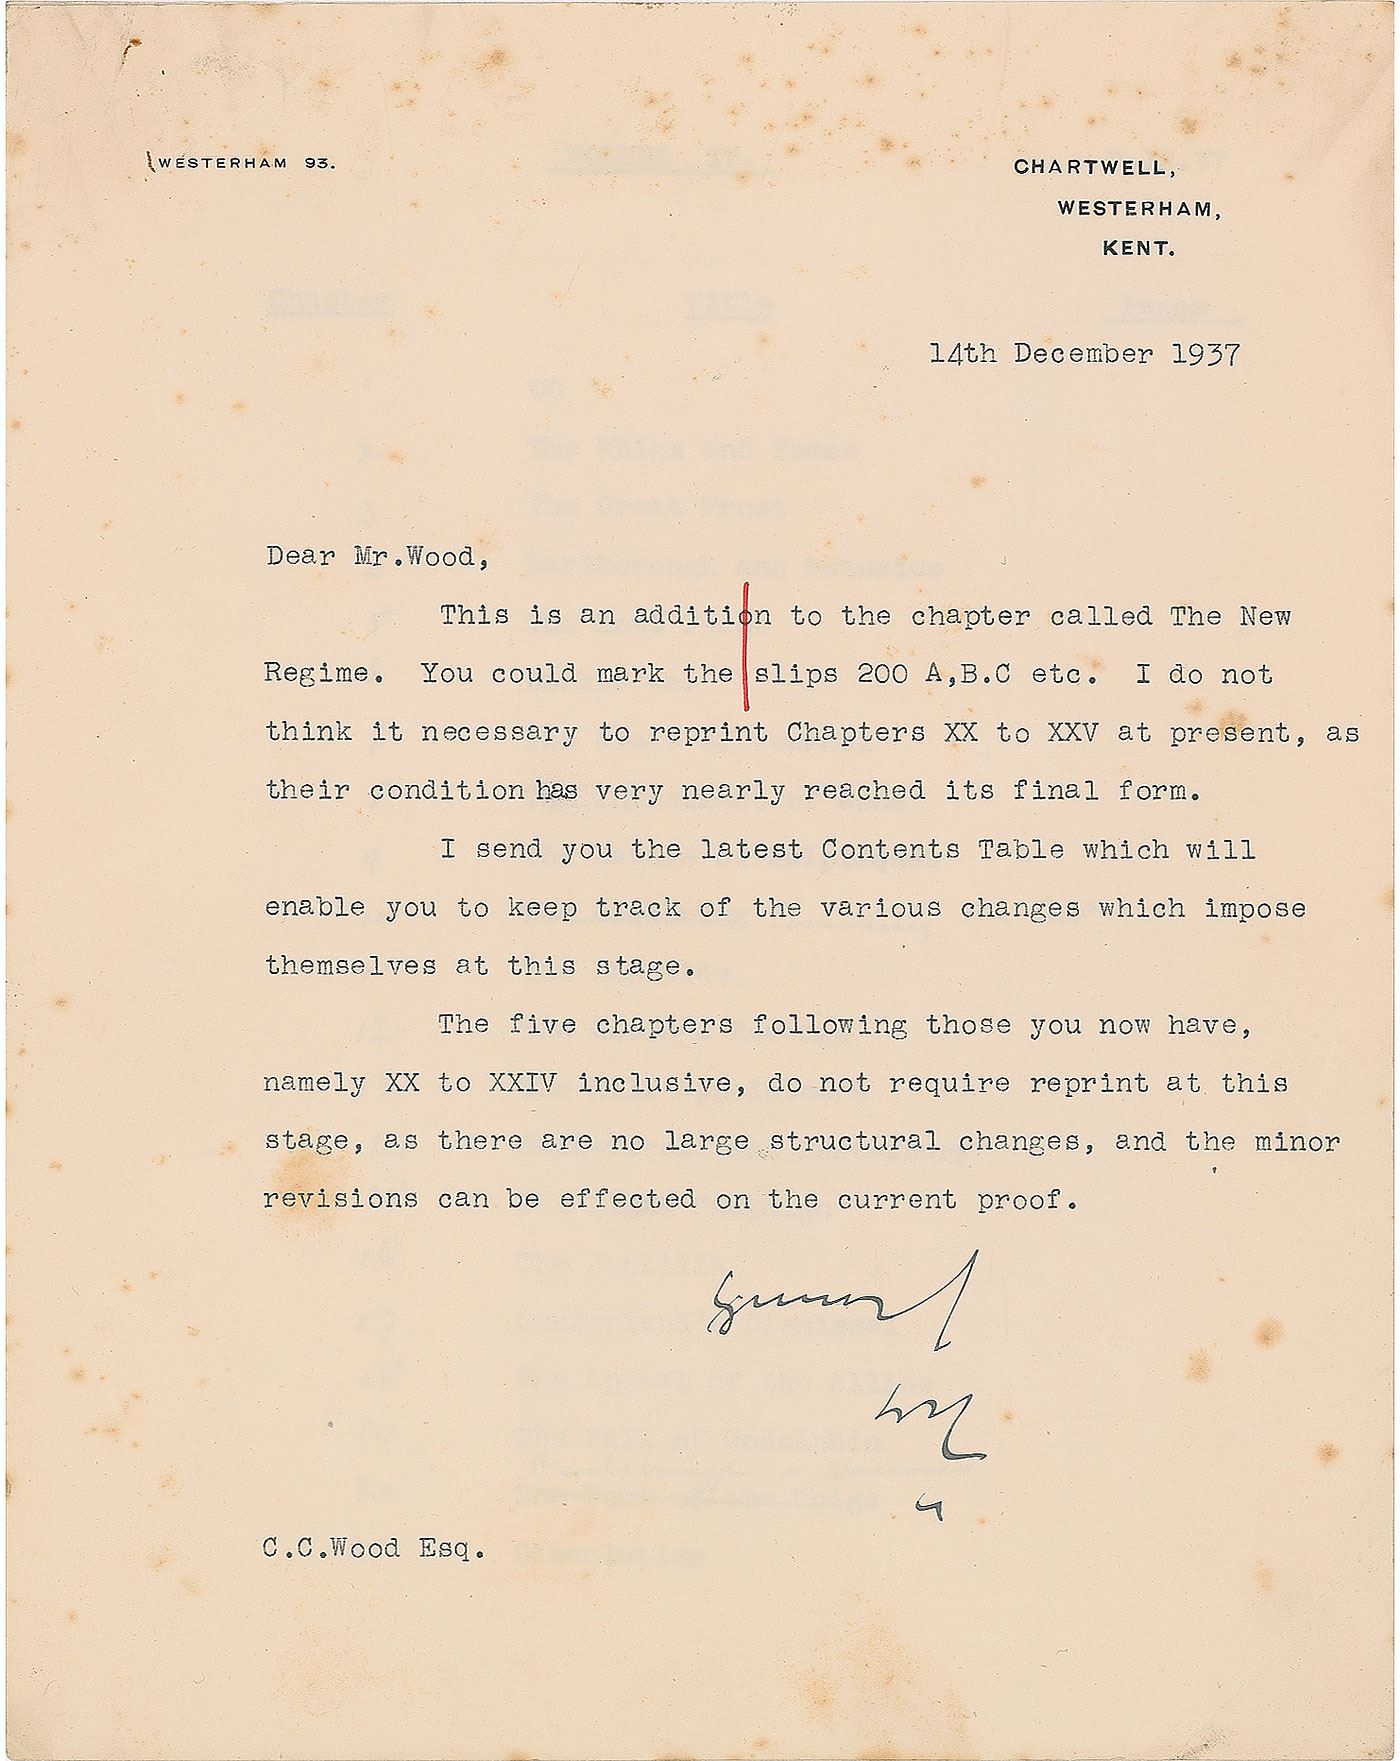 WESTERHAM 93.
CHARTWELL,
WESTERHAM,
KENT.
14th December 1937
Dear Mr.Wood,
This is an addition to the chapter called The New
Regime. You could mark the slips 200 A,B.C etc. I do not
think it necessary to reprint Chapters XX to XXV at present, as
their condition has very nearly reached its final form.
I send you the latest Contents Table which will
enable you to keep track of the various changes which impose
themselves at this stage.
The five chapters following those you now have,
namely XX to XXIV inclusive, do not require reprint at this
stage, as there are no large structural changes, and the minor
revisions can be effected on the current proof.
C.C.Wood Esq.